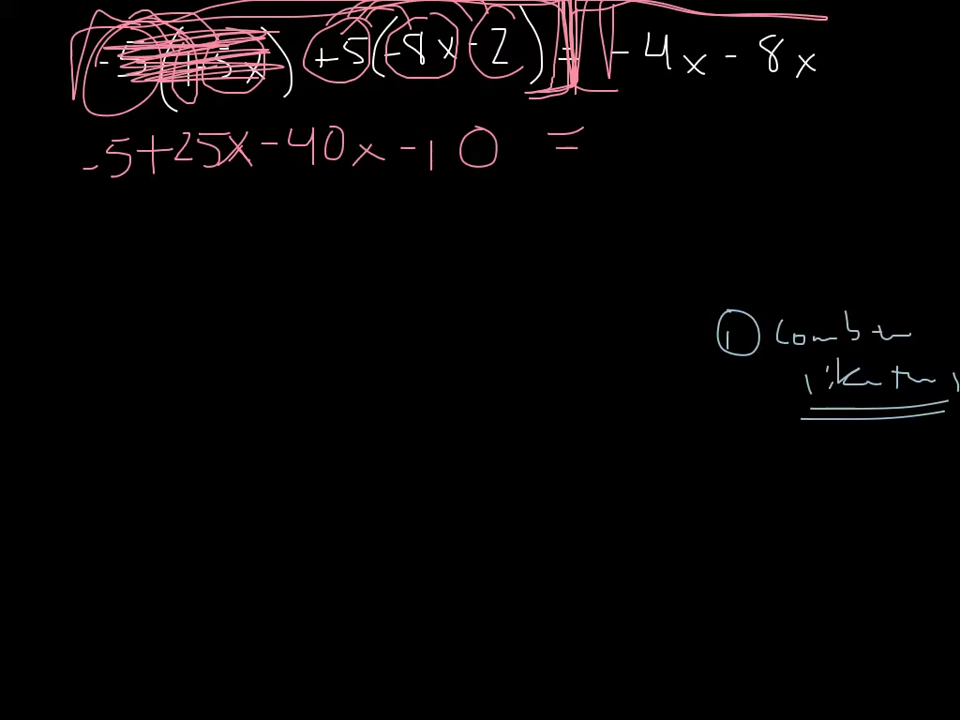 -5(1-5x) +5(-8x-2) = -4x-8x
-5+25x-40x-10 =
① Combine
like terms